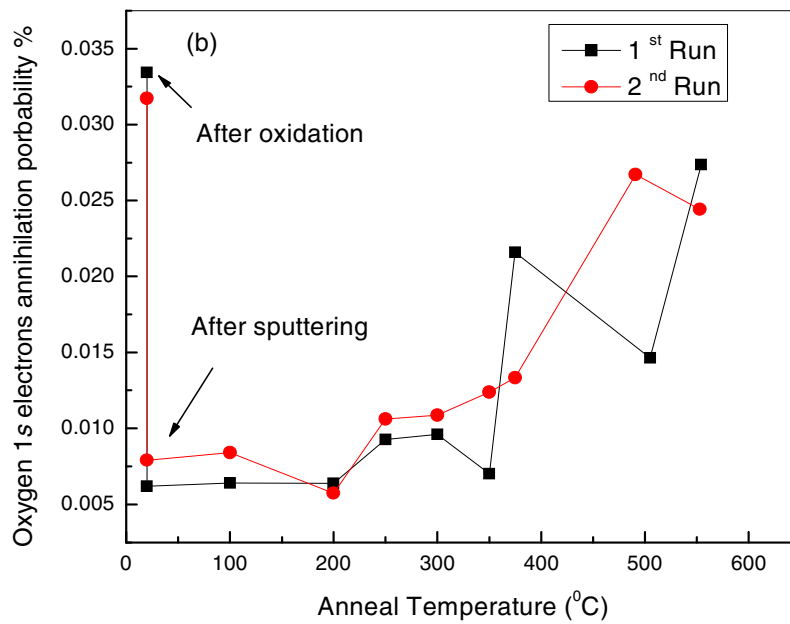 (b)
1 st Run
2 nd Run
After oxidation
After sputtering
Oxygen 1s electrons annihilation porbability %
0.035
0.030
0.025
0.020
0.015
0.010
0.005
0 100 200 300 400 500 600
Anneal Temperature (⁰C)